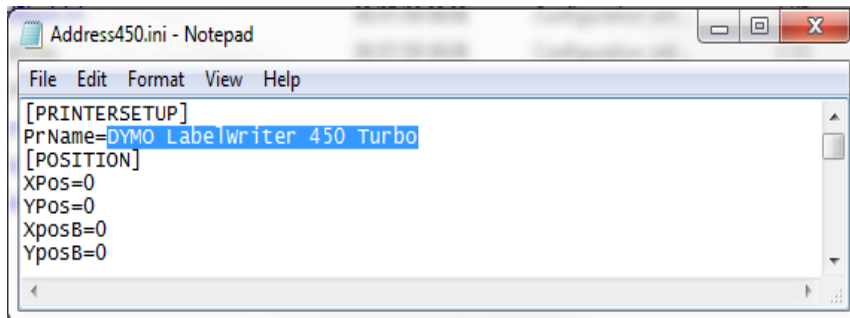 Address450.ini - Notepad
File Edit Format View Help
[PRINTERSETUP]
PrName=DYMO LabelWriter 450 Turbo
[POSITION]
XPos=0
YPos=0
XposB=0
YposB=0